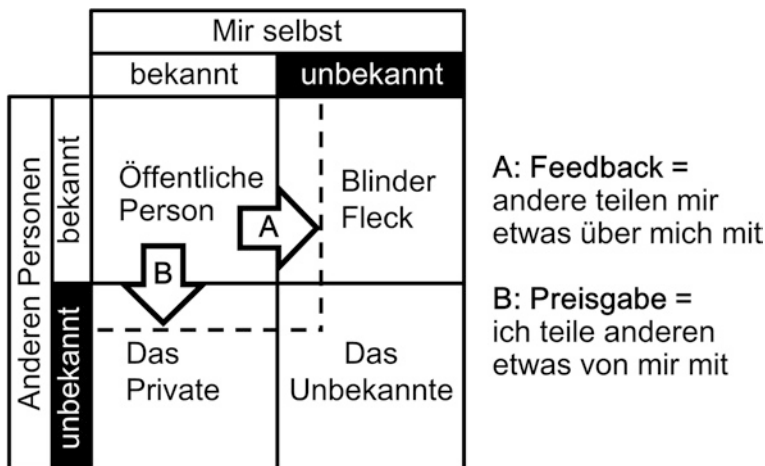 Mir selbst
bekannt
unbekannt
Anderen Personen
bekannt
unbekannt
Öffentliche
Person
Blinder
Fleck
A
B
Das
Private
Das
Unbekannte
A: Feedback =
andere teilen mir
etwas über mich mit
B: Preisgabe =
ich teile anderen
etwas von mir mit